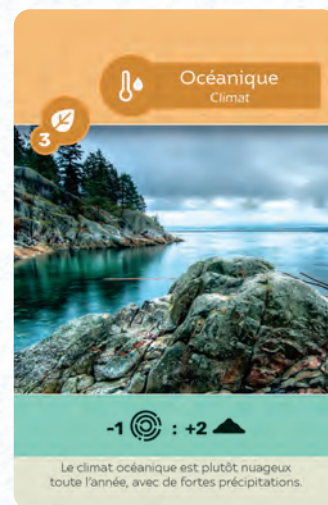 Océanique
Climat
3
-1 : +2
Le climat océanique est plutôt nuageux
toute l'année, avec de fortes précipitations.